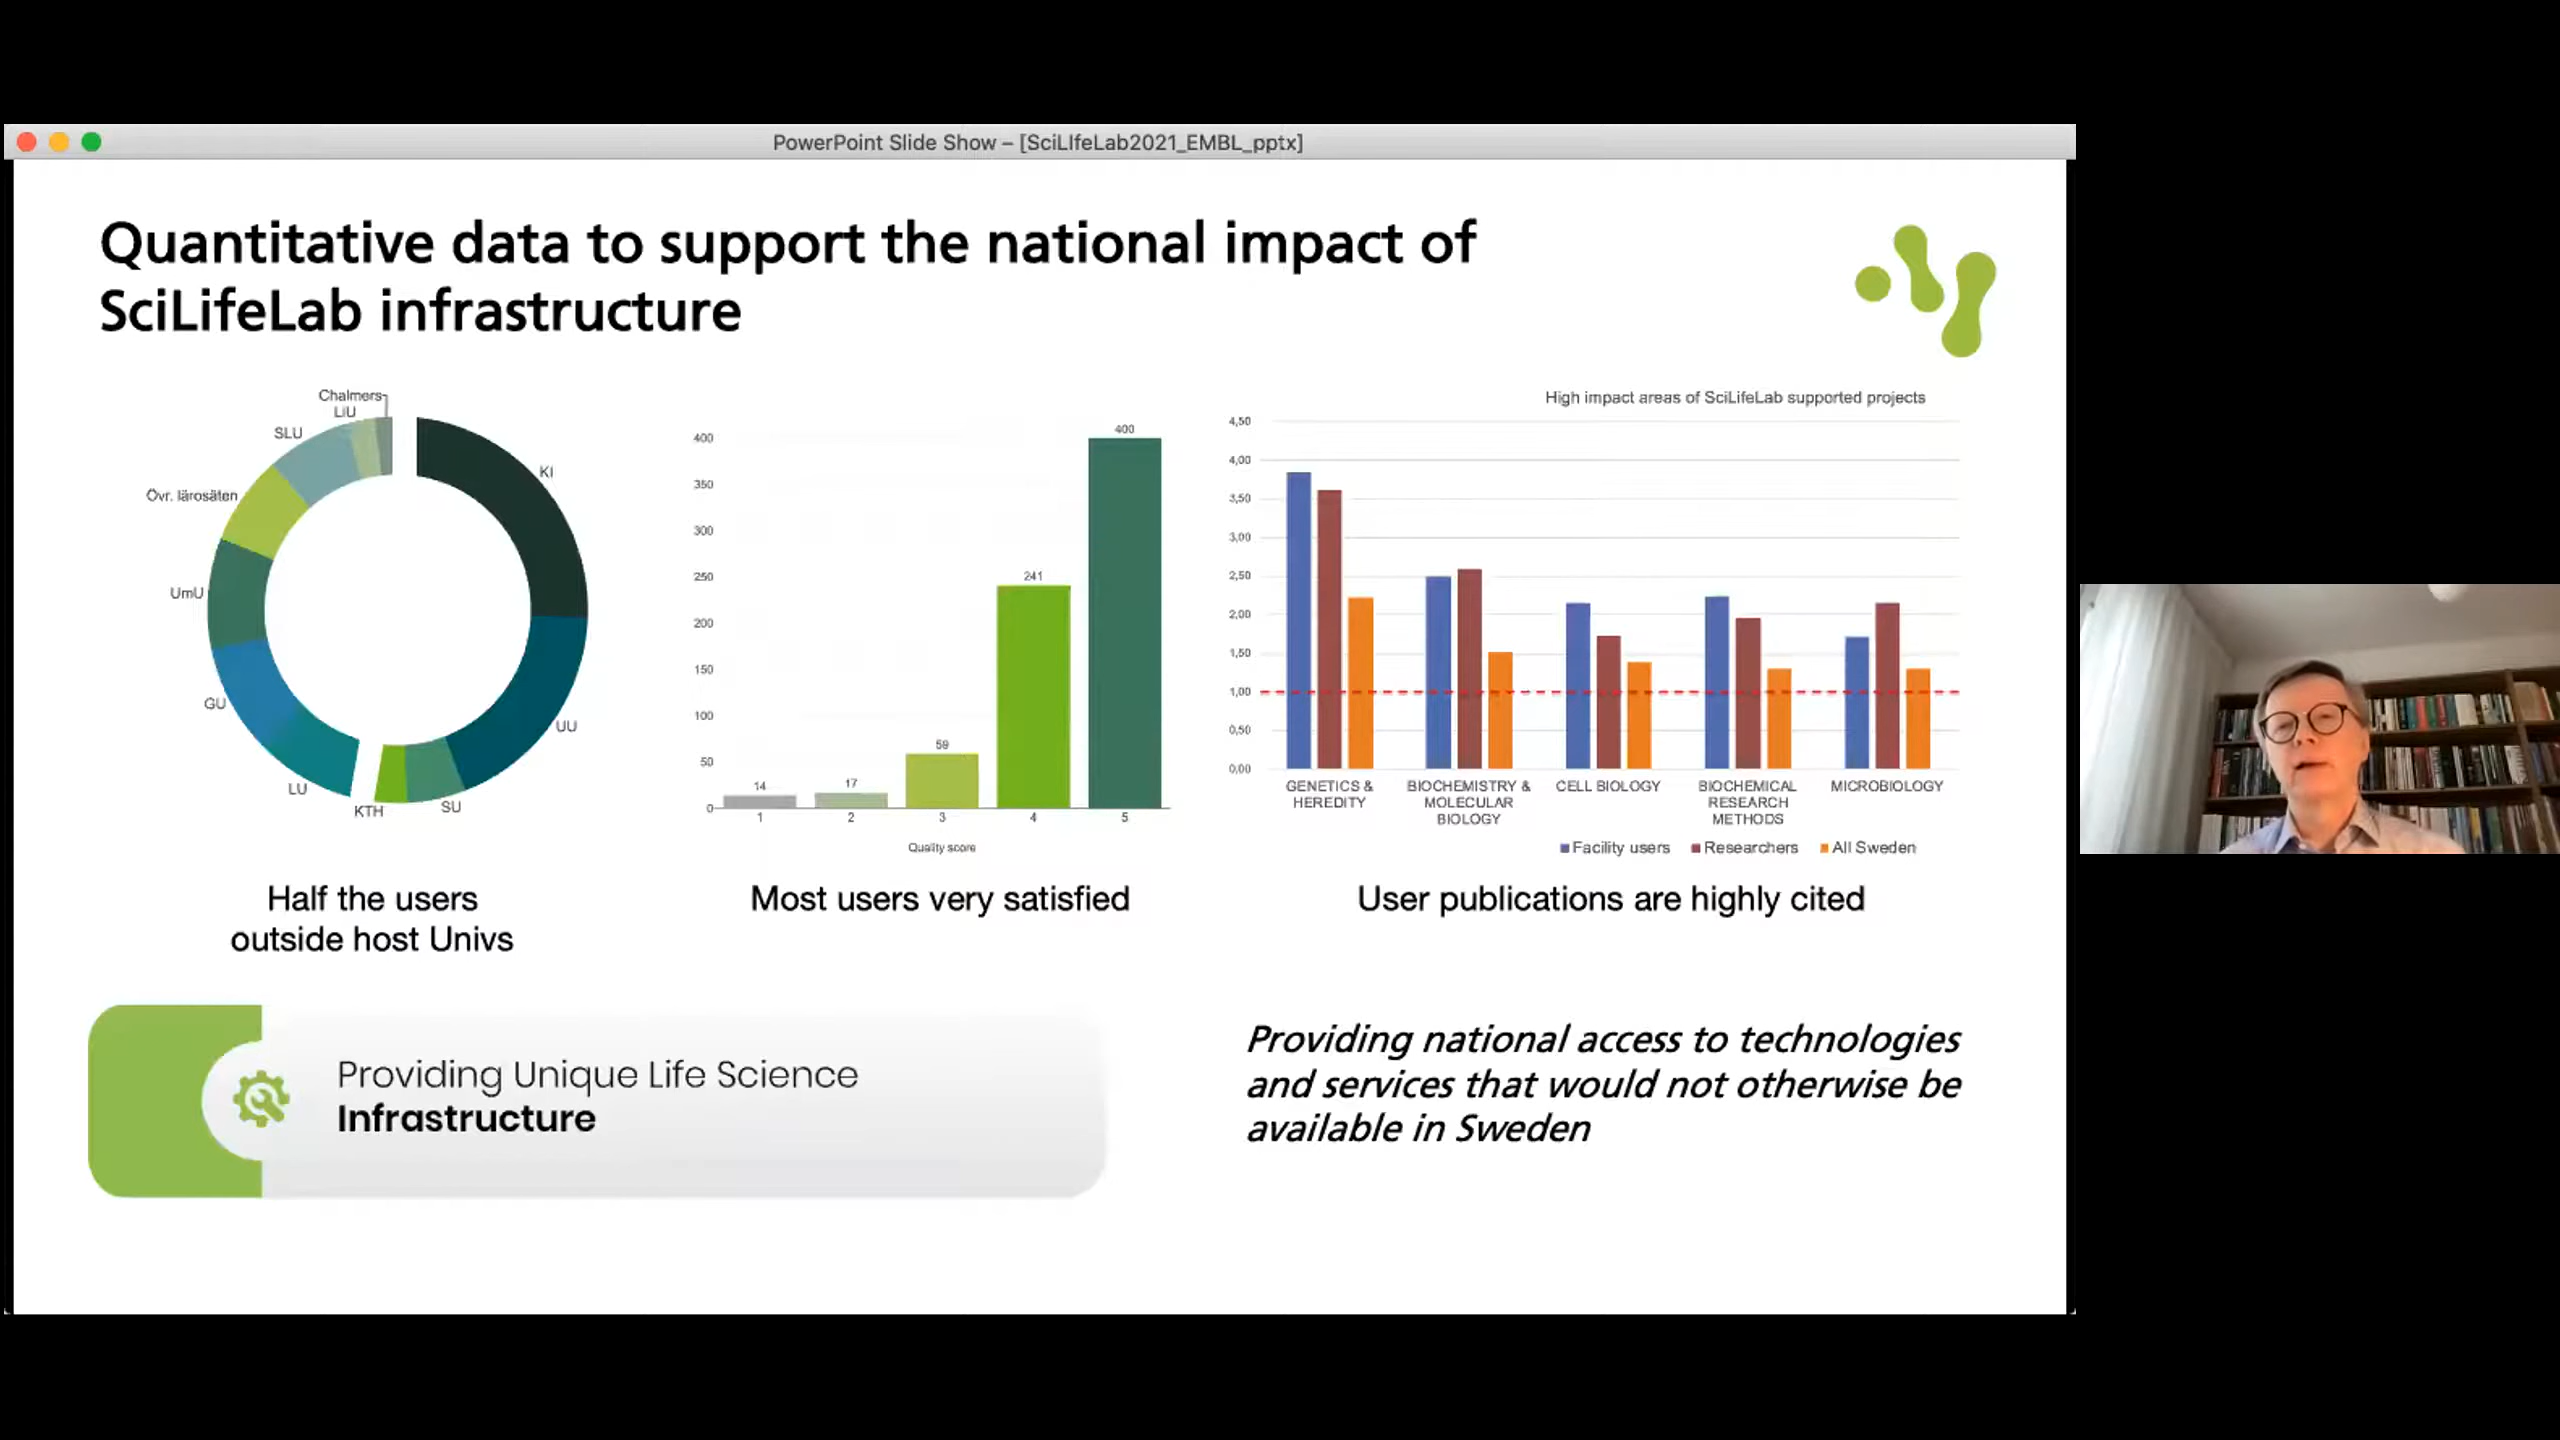 PowerPoint Slide Show – [SciLIfeLab2021_EMBL_pptx]
Quantitative data to support the national impact of
SciLifeLab infrastructure
Chalmers
LiU
SLU
KI
Övr. lärosäten
UmU
GU
UU
LU
KTH
SU
400
350
300
250
200
150
100
50
0
14
17
59
241
400
1
2
3
4
5
Quality score
High impact areas of SciLifeLab supported projects
4,50
4,00
3,50
3,00
2,50
2,00
1,50
1,00
0,50
0,00
GENETICS &
HEREDITY
BIOCHEMISTRY &
MOLECULAR
BIOLOGY
CELL BIOLOGY
BIOCHEMICAL
RESEARCH
METHODS
MICROBIOLOGY
Facility users
Researchers
All Sweden
Half the users
outside host Univs
Most users very satisfied
User publications are highly cited
Providing Unique Life Science
Infrastructure
Providing national access to technologies
and services that would not otherwise be
available in Sweden